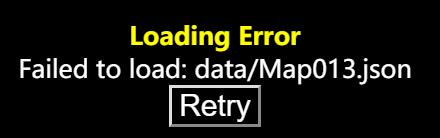 Loading Error
Failed to load: data/Map013.json
Retry